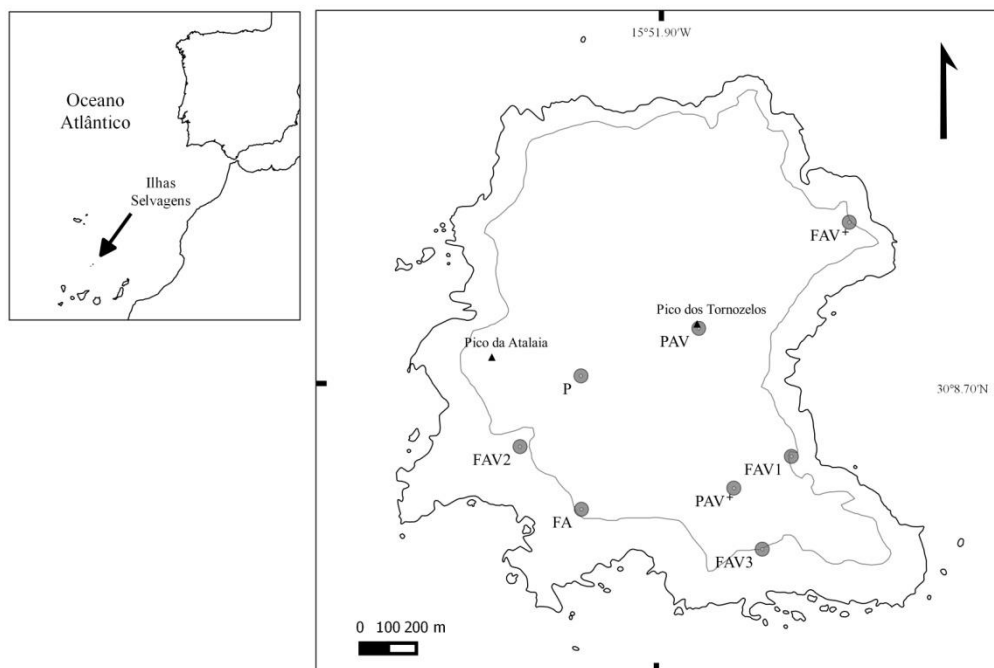 Oceano
Atlântico
Ilhas
Selvagens
15°51.90'W
FAV+
Pico dos Tornozelos
PAV
Pico da Atalaia
P
30°8.70'N
FAV2
FAV1
PAV+
FA
FAV3
0 100 200 m